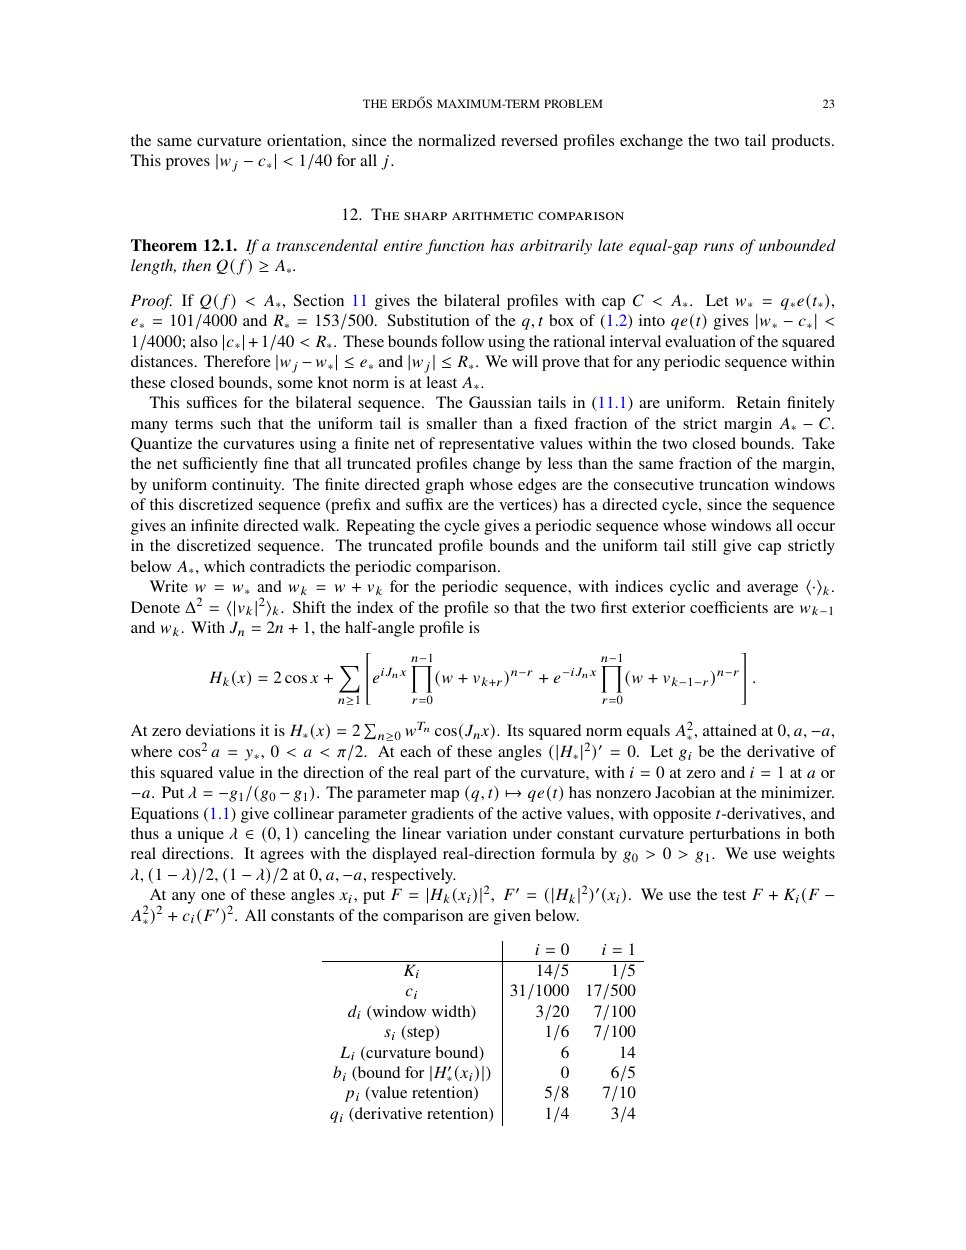 THE ERDŐS MAXIMUM-TERM PROBLEM 23
the same curvature orientation, since the normalized reversed profiles exchange the two tail products.
This proves |w_j − c_*| < 1/40 for all j.
12. The sharp arithmetic comparison
Theorem 12.1. If a transcendental entire function has arbitrarily late equal-gap runs of unbounded
length, then Q(f) ≥ A_*.
Proof. If Q(f) < A_*, Section 11 gives the bilateral profiles with cap C < A_*. Let w_* = q_*e(t_*),
e_* = 101/4000 and R_* = 153/500. Substitution of the q, t box of (1.2) into qe(t) gives |w_* − c_*| <
1/4000; also |c_*| + 1/40 < R_*. These bounds follow using the rational interval evaluation of the squared
distances. Therefore |w_j − w_*| ≤ e_* and |w_j| ≤ R_*. We will prove that for any periodic sequence within
these closed bounds, some knot norm is at least A_*.
This suffices for the bilateral sequence. The Gaussian tails in (11.1) are uniform. Retain finitely
many terms such that the uniform tail is smaller than a fixed fraction of the strict margin A_* − C.
Quantize the curvatures using a finite net of representative values within the two closed bounds. Take
the net sufficiently fine that all truncated profiles change by less than the same fraction of the margin,
by uniform continuity. The finite directed graph whose edges are the consecutive truncation windows
of this discretized sequence (prefix and suffix are the vertices) has a directed cycle, since the sequence
gives an infinite directed walk. Repeating the cycle gives a periodic sequence whose windows all occur
in the discretized sequence. The truncated profile bounds and the uniform tail still give cap strictly
below A_*, which contradicts the periodic comparison.
Write w = w_* and w_k = w + v_k for the periodic sequence, with indices cyclic and average ⟨·⟩_k.
Denote Δ² = ⟨|v_k|²⟩_k. Shift the index of the profile so that the two first exterior coefficients are w_{k−1}
and w_k. With J_n = 2n + 1, the half-angle profile is
H_k(x) = 2 cos x + ∑_{n≥1} [ e^{iJ_n x} ∏_{r=0}^{n−1} (w + v_{k+r})^{n−r} + e^{−iJ_n x} ∏_{r=0}^{n−1} (w + v_{k−1−r})^{n−r} ] .
At zero deviations it is H_*(x) = 2 ∑_{n≥0} w^{T_n} cos(J_n x). Its squared norm equals A_*², attained at 0, a, −a,
where cos² a = y_*, 0 < a < π/2. At each of these angles (|H_*|²)′ = 0. Let g_i be the derivative of
this squared value in the direction of the real part of the curvature, with i = 0 at zero and i = 1 at a or
−a. Put λ = −g_1/(g_0 − g_1). The parameter map (q, t) ↦ qe(t) has nonzero Jacobian at the minimizer.
Equations (1.1) give collinear parameter gradients of the active values, with opposite t-derivatives, and
thus a unique λ ∈ (0, 1) canceling the linear variation under constant curvature perturbations in both
real directions. It agrees with the displayed real-direction formula by g_0 > 0 > g_1. We use weights
λ, (1 − λ)/2, (1 − λ)/2 at 0, a, −a, respectively.
At any one of these angles x_i, put F = |H_k(x_i)|², F′ = (|H_k|²)′(x_i). We use the test F + K_i(F −
A_*²)² + c_i(F′)². All constants of the comparison are given below.
i = 0 i = 1
K_i 14/5 1/5
c_i 31/1000 17/500
d_i (window width) 3/20 7/100
s_i (step) 1/6 7/100
L_i (curvature bound) 6 14
b_i (bound for |H′_*(x_i)|) 0 6/5
p_i (value retention) 5/8 7/10
q_i (derivative retention) 1/4 3/4